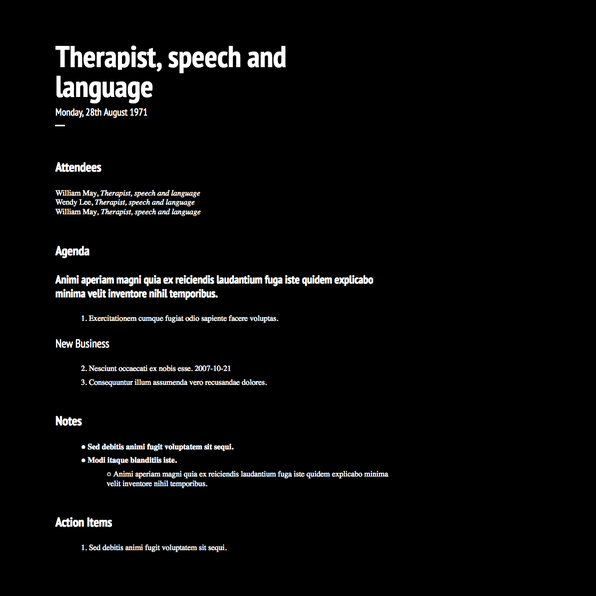 Therapist, speech and
language
Monday, 28th August 1971
Attendees
William May, Therapist, speech and language
Wendy Lee, Therapist, speech and language
William May, Therapist, speech and language
Agenda
Animi aperiam magni quia ex reiciendis laudantium fuga iste quidem explicabo
minima velit inventore nihil temporibus.
1. Exercitationem cumque fugiat odio sapiente facere voluptas.
New Business
2. Nesciunt occaecati ex nobis esse. 2007-10-21
3. Consequuntur illum assumenda vero recusandae dolores.
Notes
● Sed debitis animi fugit voluptatem sit sequi.
● Modi itaque blanditiis iste.
○ Animi aperiam magni quia ex reiciendis laudantium fuga iste quidem explicabo minima
velit inventore nihil temporibus.
Action Items
1. Sed debitis animi fugit voluptatem sit sequi.